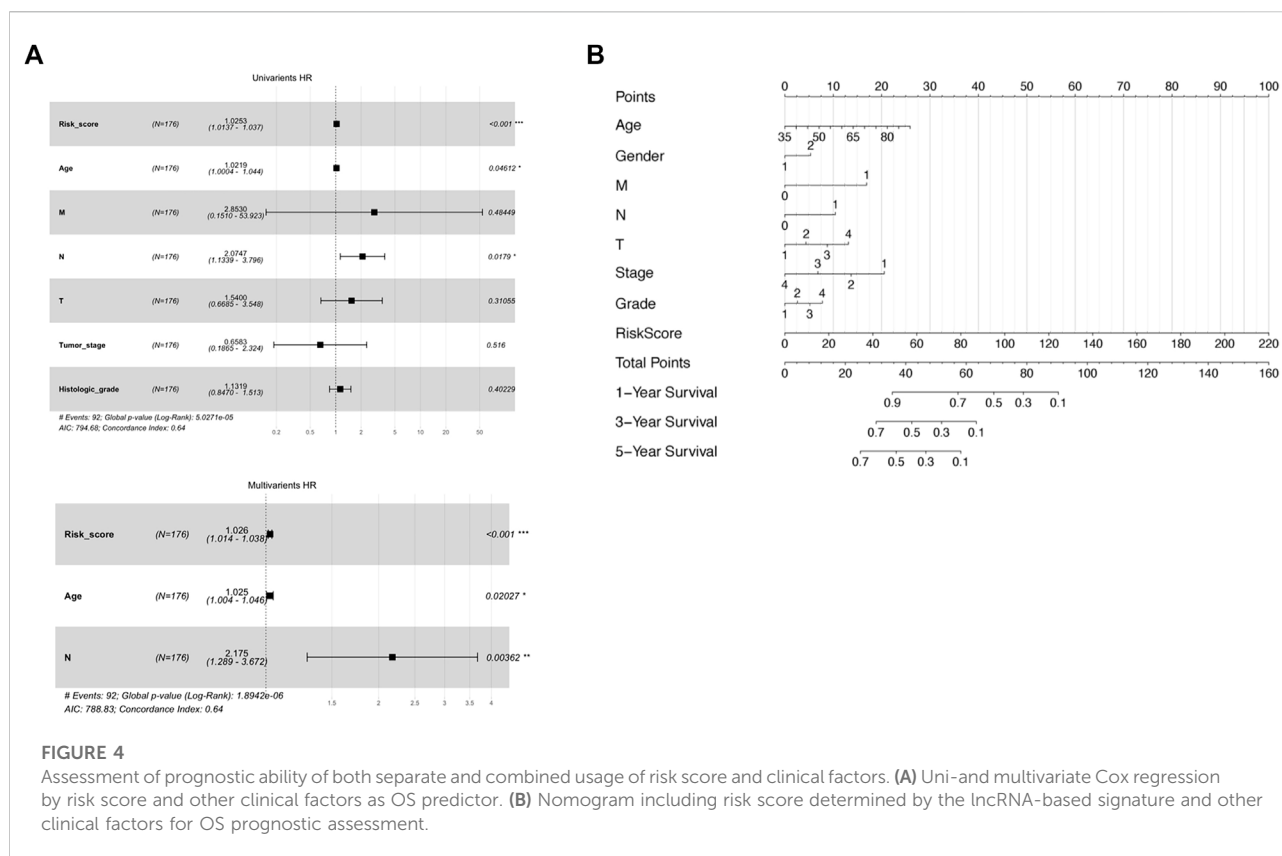 A
Univarients HR
Risk_score (N=176) 1.0253 (1.0137 - 1.037) <0.001 ***
Age (N=176) 1.0219 (1.0004 - 1.044) 0.04612 *
M (N=176) 2.8530 (0.1510 - 53.923) 0.48449
N (N=176) 2.0747 (1.1339 - 3.796) 0.0179 *
T (N=176) 1.5400 (0.6685 - 3.548) 0.31055
Tumor_stage (N=176) 0.6583 (0.1865 - 2.324) 0.516
Histologic_grade (N=176) 1.1319 (0.8470 - 1.513) 0.40229
# Events: 92; Global p-value (Log-Rank): 5.0271e-05
AIC: 794.68; Concordance Index: 0.64
0.2 0.5 1 2 5 10 20 50
Multivarients HR
Risk_score (N=176) 1.026 (1.014 - 1.038) <0.001 ***
Age (N=176) 1.025 (1.004 - 1.046) 0.02027 *
N (N=176) 2.175 (1.289 - 3.672) 0.00362 **
# Events: 92; Global p-value (Log-Rank): 1.8942e-06
AIC: 788.83; Concordance Index: 0.64
1.5 2 2.5 3 3.5 4
B
Points 0 10 20 30 40 50 60 70 80 90 100
Age 35 50 65 80
Gender 1 2
M 0 1
N 0 1
T 1 2 3 4
Stage 4 3 2 1
Grade 1 2 3 4
RiskScore 0 20 40 60 80 100 120 140 160 180 200 220
Total Points 0 20 40 60 80 100 120 140 160
1−Year Survival 0.9 0.7 0.5 0.3 0.1
3−Year Survival 0.7 0.5 0.3 0.1
5−Year Survival 0.7 0.5 0.3 0.1
FIGURE 4
Assessment of prognostic ability of both separate and combined usage of risk score and clinical factors. (A) Uni-and multivariate Cox regression
by risk score and other clinical factors as OS predictor. (B) Nomogram including risk score determined by the lncRNA-based signature and other
clinical factors for OS prognostic assessment.